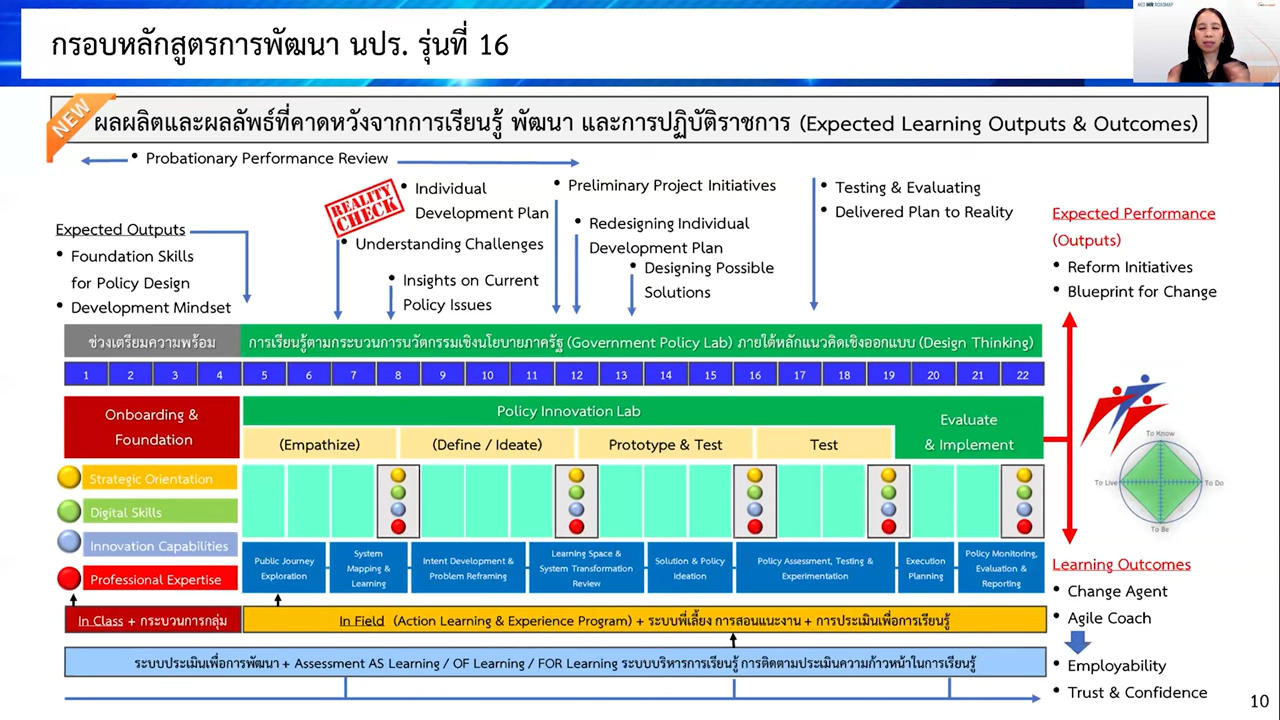 กรอบหลักสูตรการพัฒนา นปร. รุ่นที่ 16
NEW
ผลผลิตและผลลัพธ์ที่คาดหวังจากการเรียนรู้ พัฒนา และการปฏิบัติราชการ (Expected Learning Outputs & Outcomes)
• Probationary Performance Review
REALITY
CHECK
• Individual
Development Plan
• Understanding Challenges
• Insights on Current
Policy Issues
• Preliminary Project Initiatives
• Redesigning Individual
Development Plan
• Designing Possible
Solutions
• Testing & Evaluating
• Delivered Plan to Reality
Expected Outputs
• Foundation Skills
for Policy Design
• Development Mindset
Expected Performance
(Outputs)
• Reform Initiatives
• Blueprint for Change
ช่วงเตรียมความพร้อม
การเรียนรู้ตามกระบวนการนวัตกรรมเชิงนโยบายภาครัฐ (Government Policy Lab) ภายใต้หลักแนวคิดเชิงออกแบบ (Design Thinking)
1 2 3 4 5 6 7 8 9 10 11 12 13 14 15 16 17 18 19 20 21 22
Onboarding &
Foundation
Policy Innovation Lab
(Empathize) (Define / Ideate) Prototype & Test Test
Evaluate
& Implement
Strategic Orientation
Digital Skills
Innovation Capabilities
Professional Expertise
Public Journey
Exploration
System
Mapping &
Learning
Intent Development &
Problem Reframing
Learning Space &
System Transformation
Review
Solution & Policy
Ideation
Policy Assessment, Testing &
Experimentation
Execution
Planning
Policy Monitoring,
Evaluation &
Reporting
To Know
To Live To Do
To Be
In Class + กระบวนการกลุ่ม
In Field (Action Learning & Experience Program) + ระบบพี่เลี้ยง การสอนแนะงาน + การประเมินเพื่อการเรียนรู้
ระบบประเมินเพื่อการพัฒนา + Assessment AS Learning / OF Learning / FOR Learning ระบบบริหารการเรียนรู้ การติดตามประเมินความก้าวหน้าในการเรียนรู้
Learning Outcomes
• Change Agent
• Agile Coach
• Employability
• Trust & Confidence
10